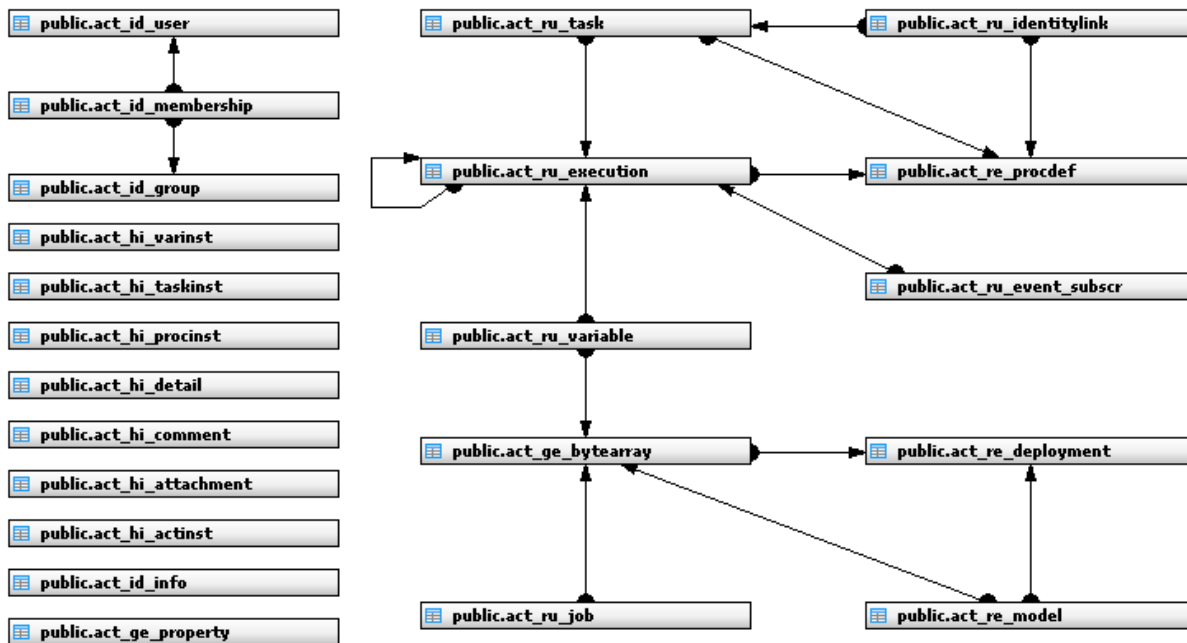 public.act_id_user
public.act_ru_task
public.act_ru_identitylink
public.act_id_membership
public.act_ru_execution
public.act_re_procdef
public.act_id_group
public.act_hi_varinst
public.act_hi_taskinst
public.act_ru_event_subscr
public.act_hi_procinst
public.act_ru_variable
public.act_hi_detail
public.act_hi_comment
public.act_ge_bytearray
public.act_re_deployment
public.act_hi_attachment
public.act_hi_actinst
public.act_id_info
public.act_ru_job
public.act_re_model
public.act_ge_property